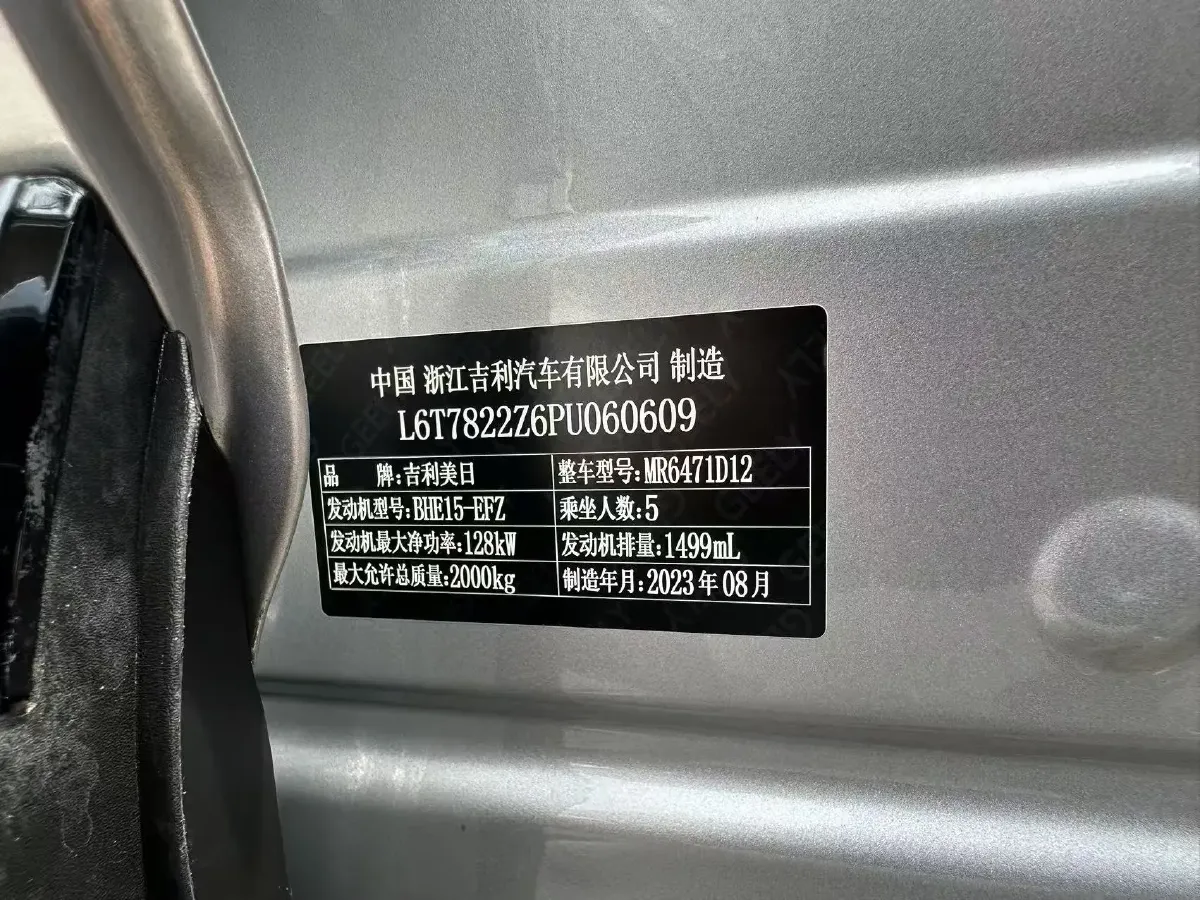 中国 浙江吉利汽车有限公司 制造
L6T7822Z6PU060609
品 牌:吉利美日 整车型号:MR6471D12
发动机型号:BHE15-EFZ 乘坐人数:5
发动机最大净功率:128kW 发动机排量:1499mL
最大允许总质量:2000kg 制造年月:2023年08月